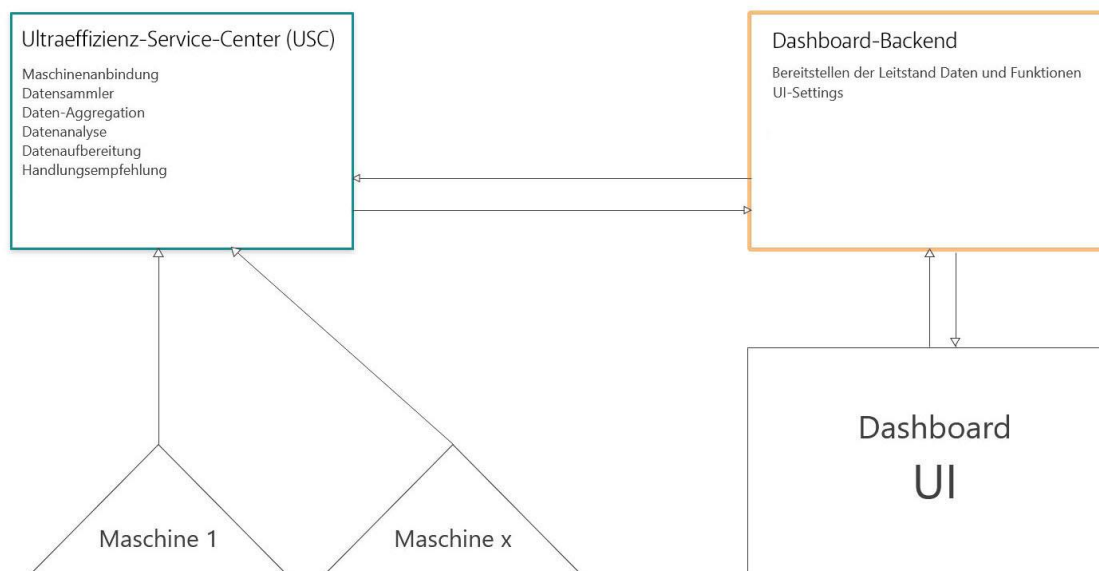 Ultraeffizienz-Service-Center (USC)
Maschinenanbindung
Datensammler
Daten-Aggregation
Datenanalyse
Datenaufbereitung
Handlungsempfehlung
Dashboard-Backend
Bereitstellen der Leitstand Daten und Funktionen
UI-Settings
Maschine 1
Maschine x
Dashboard
UI